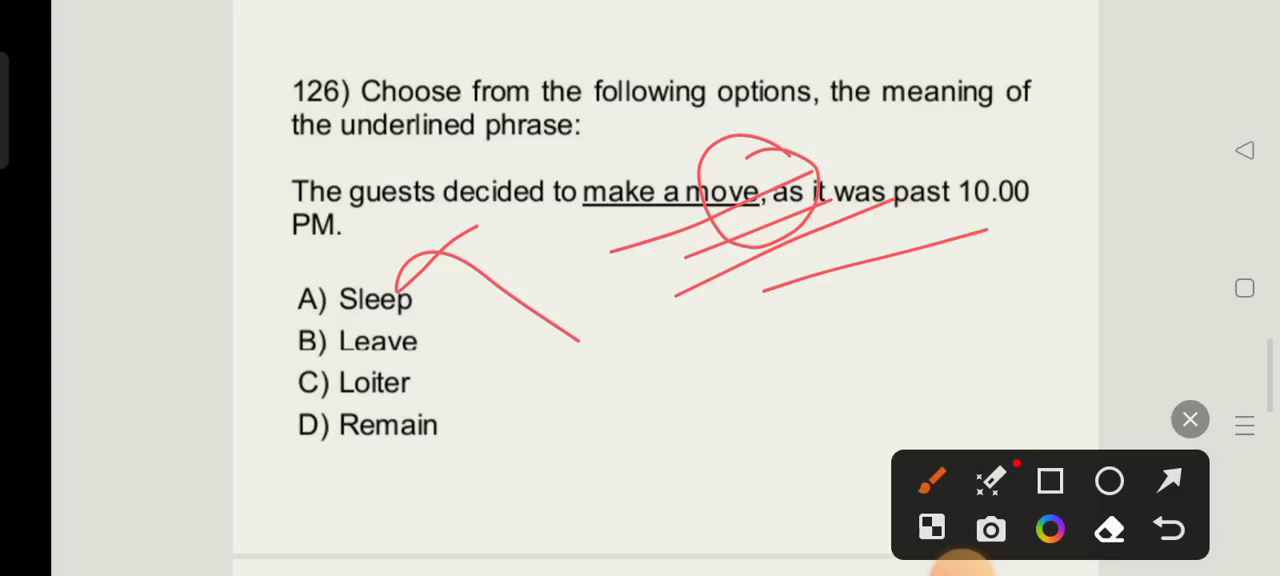 126) Choose from the following options, the meaning of
the underlined phrase:
The guests decided to make a move, as it was past 10.00
PM.
A) Sleep
B) Leave
C) Loiter
D) Remain